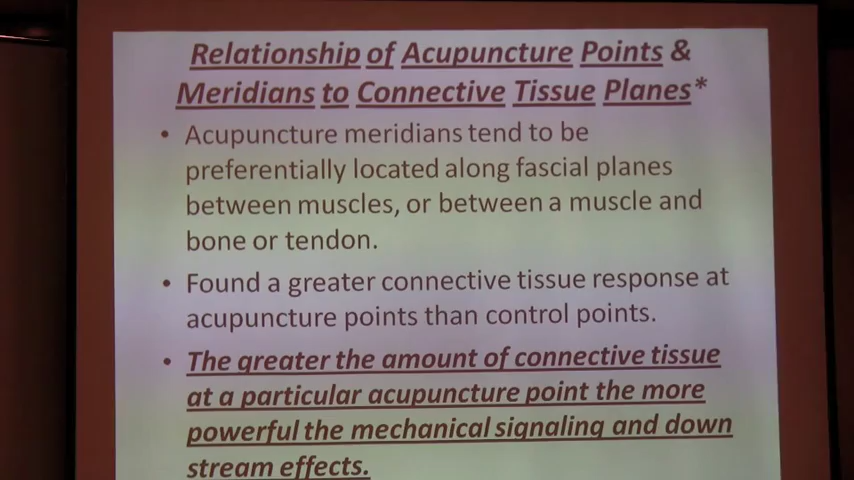 Relationship of Acupuncture Points &
Meridians to Connective Tissue Planes*
• Acupuncture meridians tend to be
preferentially located along fascial planes
between muscles, or between a muscle and
bone or tendon.
• Found a greater connective tissue response at
acupuncture points than control points.
• The greater the amount of connective tissue
at a particular acupuncture point the more
powerful the mechanical signaling and down
stream effects.